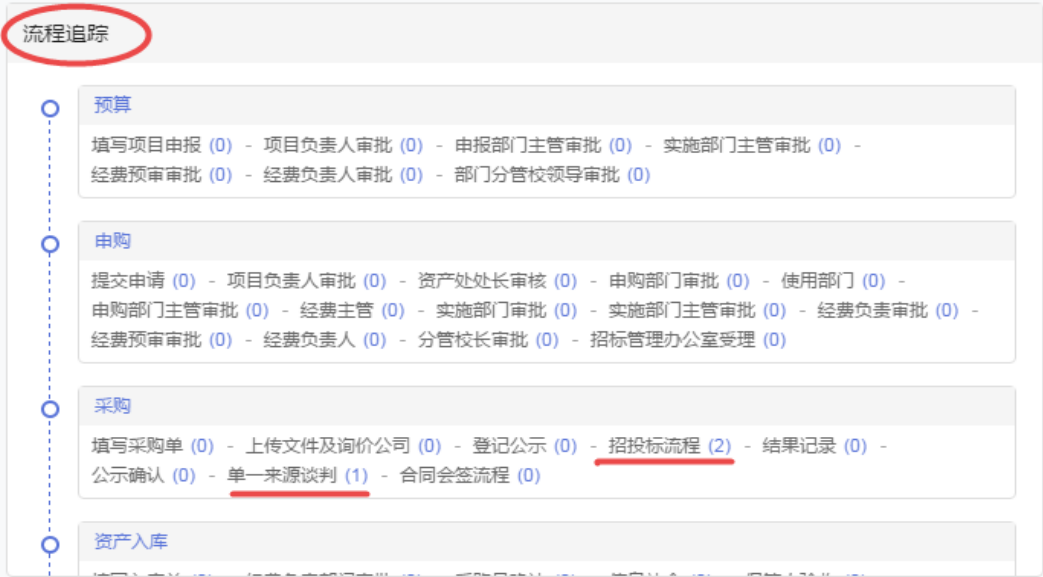 流程追踪
预算
填写项目申报 (0) - 项目负责人审批 (0) - 申报部门主管审批 (0) - 实施部门主管审批 (0) -
经费预审审批 (0) - 经费负责人审批 (0) - 部门分管校领导审批 (0)
申购
提交申请 (0) - 项目负责人审批 (0) - 资产处处长审核 (0) - 申购部门审批 (0) - 使用部门 (0) -
申购部门主管审批 (0) - 经费主管 (0) - 实施部门审批 (0) - 实施部门主管审批 (0) - 经费负责审批 (0) -
经费预审审批 (0) - 经费负责人 (0) - 分管校长审批 (0) - 招标管理办公室受理 (0)
采购
填写采购单 (0) - 上传文件及询价公司 (0) - 登记公示 (0) - 招投标流程 (2) - 结果记录 (0) -
公示确认 (0) - 单一来源谈判 (1) - 合同会签流程 (0)
资产入库